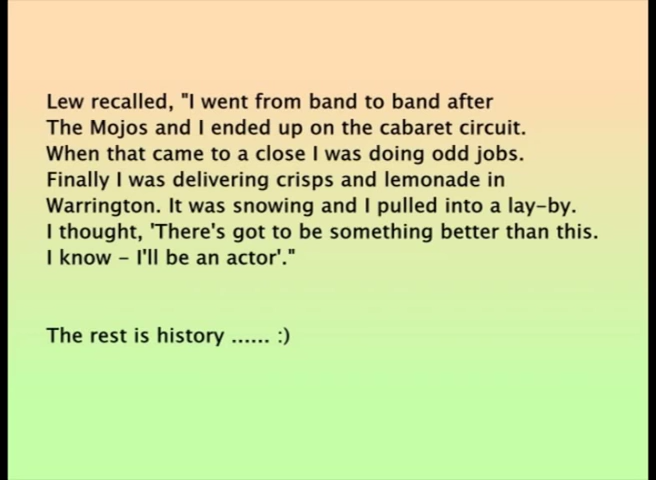 Lew recalled, "I went from band to band after
The Mojos and I ended up on the cabaret circuit.
When that came to a close I was doing odd jobs.
Finally I was delivering crisps and lemonade in
Warrington. It was snowing and I pulled into a lay-by.
I thought, 'There's got to be something better than this.
I know - I'll be an actor'."
The rest is history ...... :)